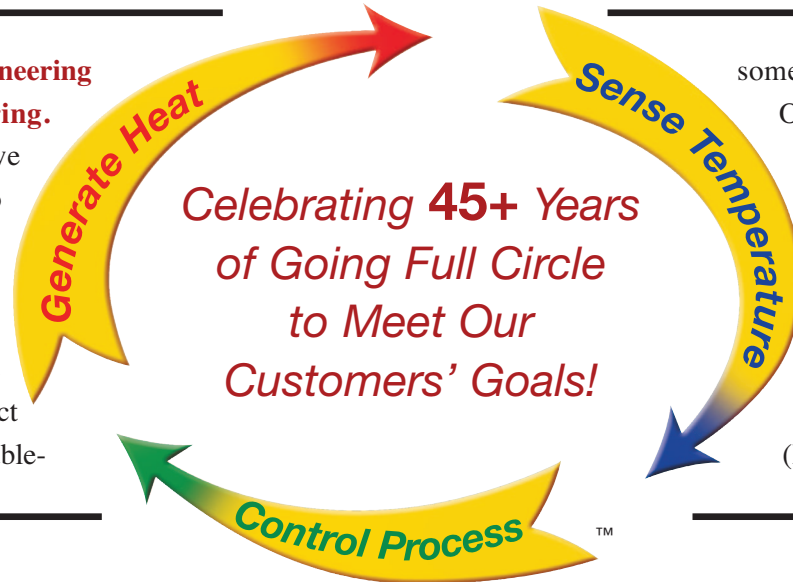 neering
ring.
ve
Generate Heat
Sense Temperature
some
Celebrating 45+ Years
of Going Full Circle
to Meet Our
Customers’ Goals!
ct
ble-
Control Process
™